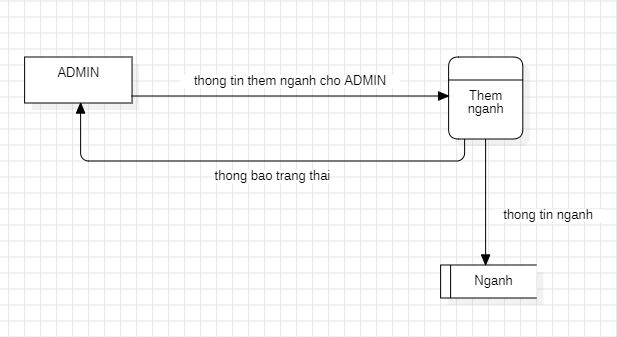 ADMIN
thong tin them nganh cho ADMIN
Them
nganh
thong bao trang thai
thong tin nganh
Nganh